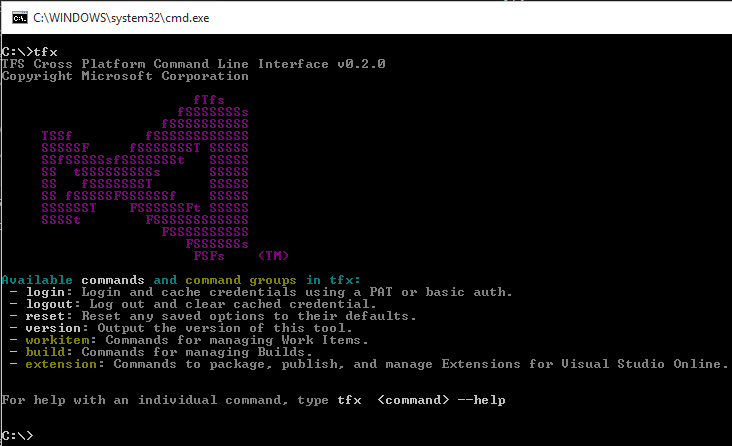 C:\WINDOWS\system32\cmd.exe
C:\>tfx
TFS Cross Platform Command Line Interface v0.2.0
Copyright Microsoft Corporation
fTfs
fSSSSSSSs
fSSSSSSSSSS
TSSf         fSSSSSSSSSSSS
SSSSSF     fSSSSSSST SSSSS
SSfSSSSSsfSSSSSSSt   SSSSS
SS  tSSSSSSSSSs      SSSSS
SS   fSSSSSSST       SSSSS
SS fSSSSSFSSSSSSf    SSSSS
SSSSSST    FSSSSSSFt SSSSS
SSSSt        FSSSSSSSSSSSS
FSSSSSSSSSS
FSSSSSSs
FSFs    (TM)
Available commands and command groups in tfx:
- login: Login and cache credentials using a PAT or basic auth.
- logout: Log out and clear cached credential.
- reset: Reset any saved options to their defaults.
- version: Output the version of this tool.
- workitem: Commands for managing Work Items.
- build: Commands for managing Builds.
- extension: Commands to package, publish, and manage Extensions for Visual Studio Online.
For help with an individual command, type tfx  <command> --help
C:\>